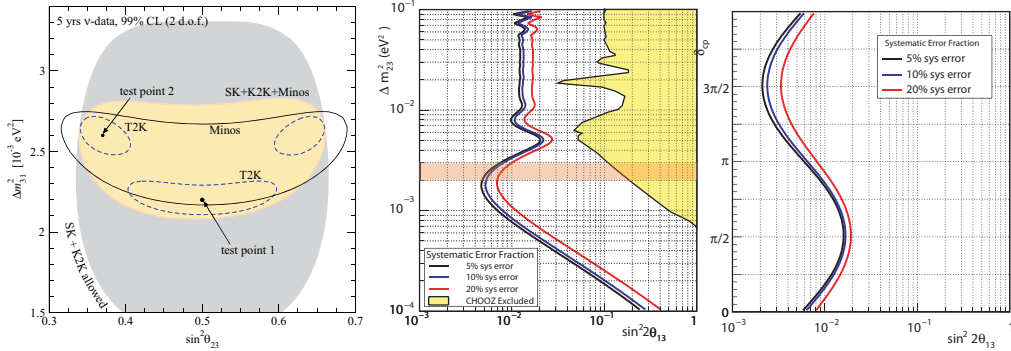 5 yrs ν-data, 99% CL (2 d.o.f.)
test point 2
SK+K2K+Minos
T2K
Minos
T2K
test point 1
SK + K2K allowed
Δm²₃₁ [10⁻³ eV²]
3
2.5
2
1.5
0.3
0.4
0.5
0.6
0.7
sin²θ₂₃
Δ m₂₃² (eV²)
10⁻¹
10⁻²
10⁻³
10⁻⁴
Systematic Error Fraction
5% sys error
10% sys error
20% sys error
CHOOZ Excluded
10⁻³
10⁻²
10⁻¹
1
sin²2θ₁₃
δcp
3π/2
π
π/2
0
Systematic Error Fraction
5% sys error
10% sys error
20% sys error
10⁻³
10⁻²
10⁻¹
1
sin² 2θ₁₃